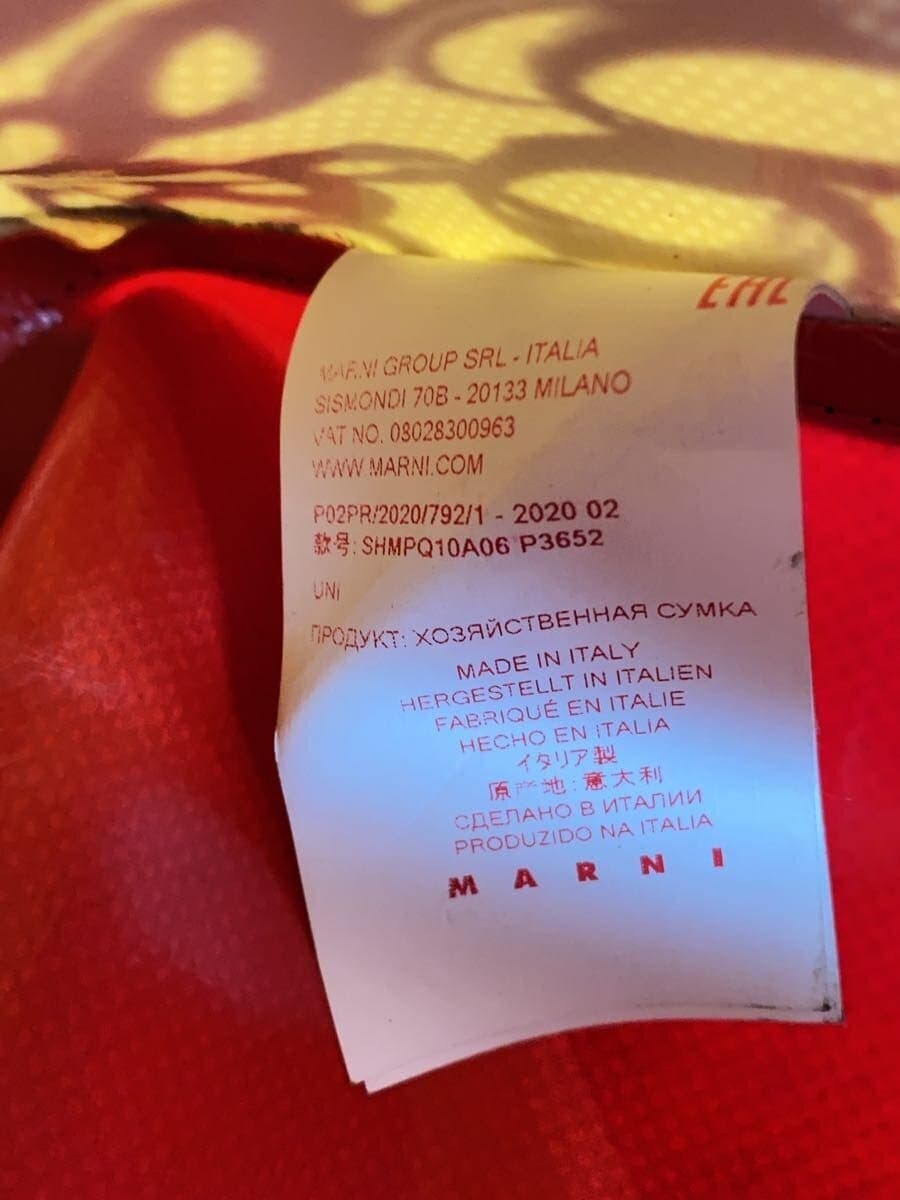 EAC
MARNI GROUP SRL - ITALIA
SISMONDI 70B - 20133 MILANO
VAT NO. 08028300963
WWW.MARNI.COM
P02PR/2020/792/1 - 2020 02
款号: SHMPQ10A06 P3652
UNI
ПРОДУКТ: ХОЗЯЙСТВЕННАЯ СУМКА
MADE IN ITALY
HERGESTELLT IN ITALIEN
FABRIQUÉ EN ITALIE
HECHO EN ITALIA
イタリア製
原产地: 意大利
СДЕЛАНО В ИТАЛИИ
PRODUZIDO NA ITALIA
MARNI